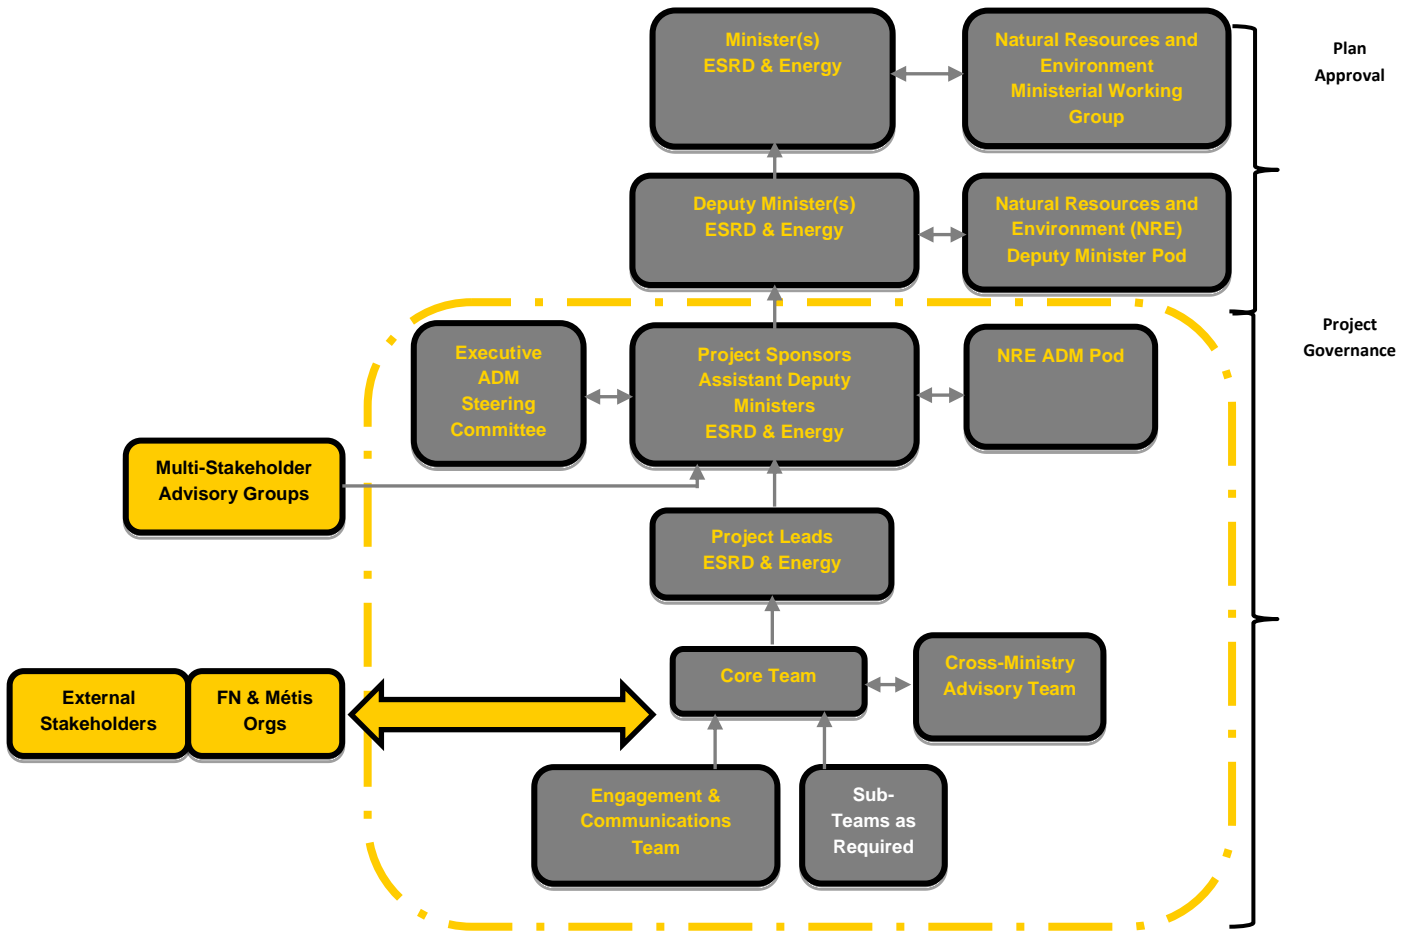 Minister(s)
ESRD & Energy
Natural Resources and
Environment
Ministerial Working
Group
Plan
Approval
Deputy Minister(s)
ESRD & Energy
Natural Resources and
Environment (NRE)
Deputy Minister Pod
Project
Governance
Executive
ADM
Steering
Committee
Project Sponsors
Assistant Deputy
Ministers
ESRD & Energy
NRE ADM Pod
Multi-Stakeholder
Advisory Groups
Project Leads
ESRD & Energy
External
Stakeholders
FN & Métis
Orgs
Core Team
Cross-Ministry
Advisory Team
Engagement &
Communications
Team
Sub-
Teams as
Required